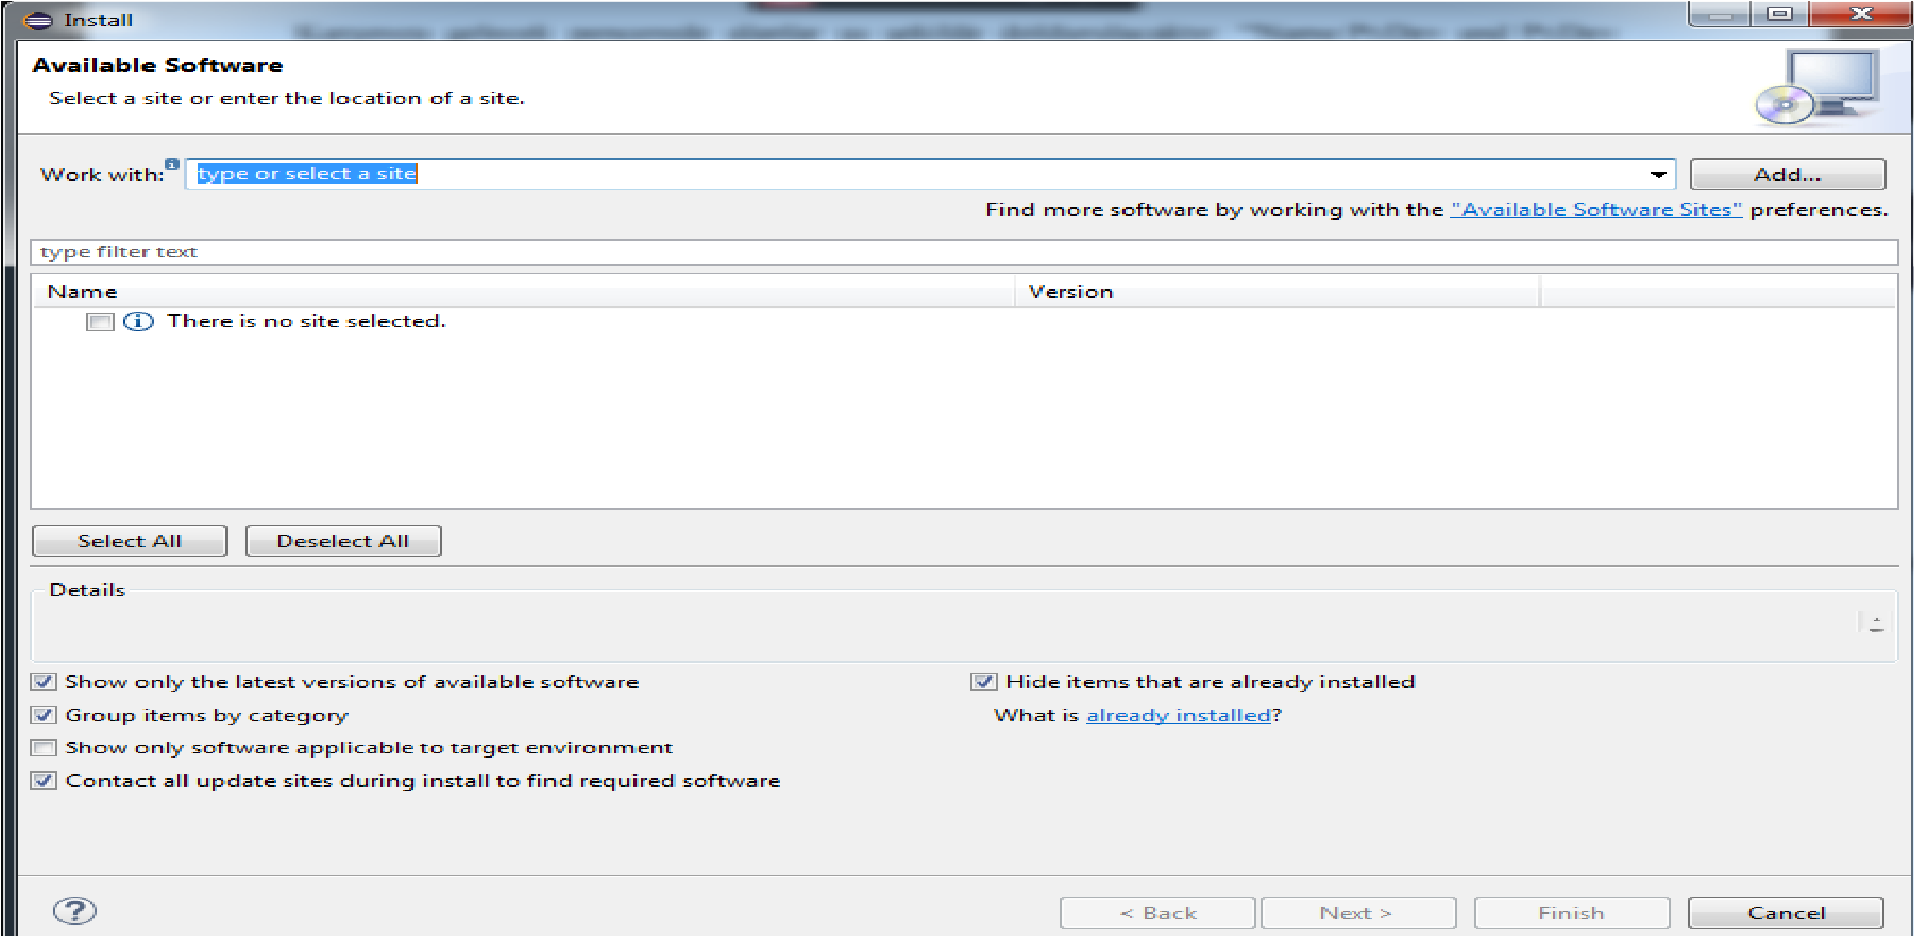 Install
Available Software
Select a site or enter the location of a site.
Work with: type or select a site Add...
Find more software by working with the "Available Software Sites" preferences.
type filter text
Name Version
There is no site selected.
Select All Deselect All
Details
Show only the latest versions of available software Hide items that are already installed
Group items by category What is already installed?
Show only software applicable to target environment
Contact all update sites during install to find required software
? < Back Next > Finish Cancel